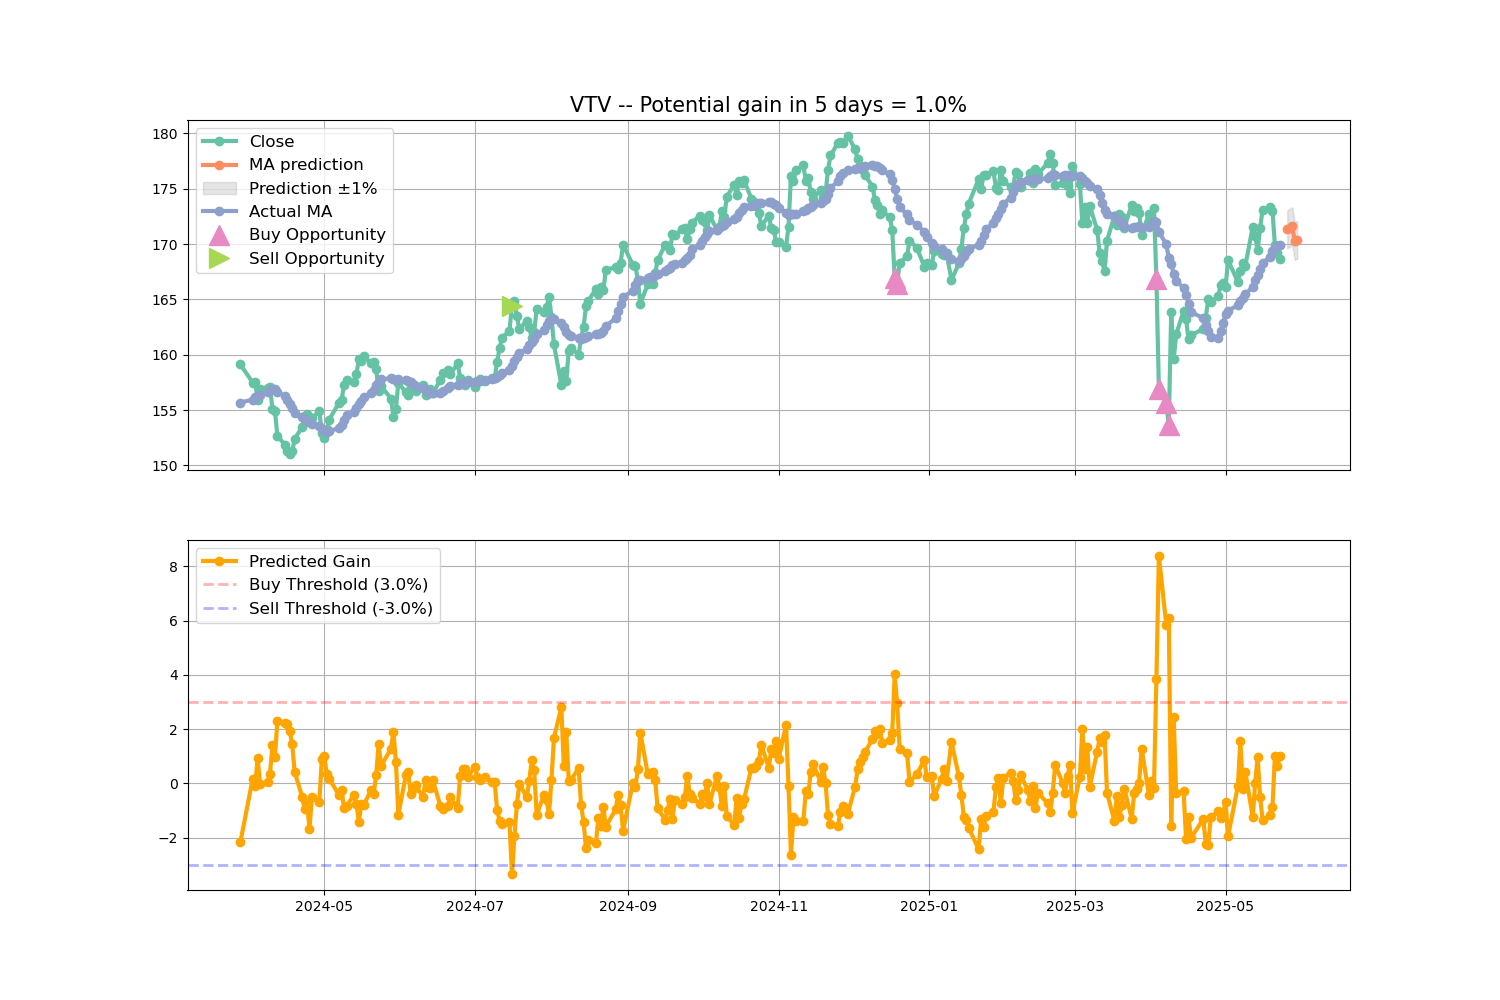 VTV -- Potential gain in 5 days = 1.0%
180
175
170
165
160
155
150
Close
MA prediction
Prediction ±1%
Actual MA
Buy Opportunity
Sell Opportunity
8
6
4
2
0
−2
Predicted Gain
Buy Threshold (3.0%)
Sell Threshold (-3.0%)
2024-05
2024-07
2024-09
2024-11
2025-01
2025-03
2025-05